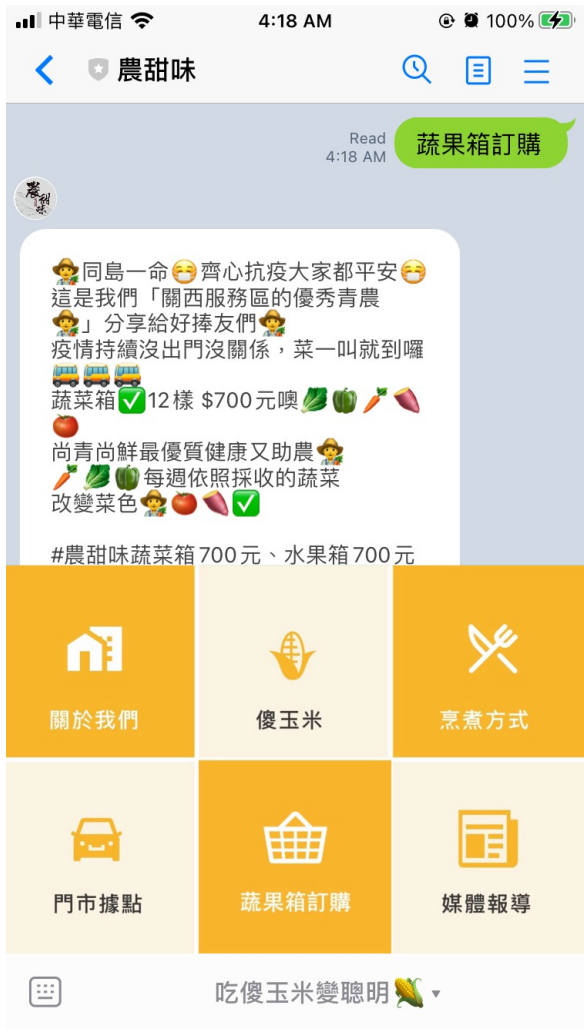 中華電信
4:18 AM
100%
農甜味
Read
4:18 AM
蔬果箱訂購
農甜味
👩‍🌾同島一命😷齊心抗疫大家都平安😷
這是我們「關西服務區的優秀青農
👩‍🌾」分享給好捧友們👩‍🌾
疫情持續沒出門沒關係，菜一叫就到囉
🚌🚌🚌
蔬菜箱✅12樣 $700元噢🥬🫑🥕🍠
🍅
尚青尚鮮最優質健康又助農👩‍🌾
🥕🥬🫑每週依照採收的蔬菜
改變菜色👩‍🌾🍅🍠✅
#農甜味蔬菜箱700元、水果箱700元
關於我們
傻玉米
烹煮方式
門市據點
蔬果箱訂購
媒體報導
吃傻玉米變聰明🌽▼